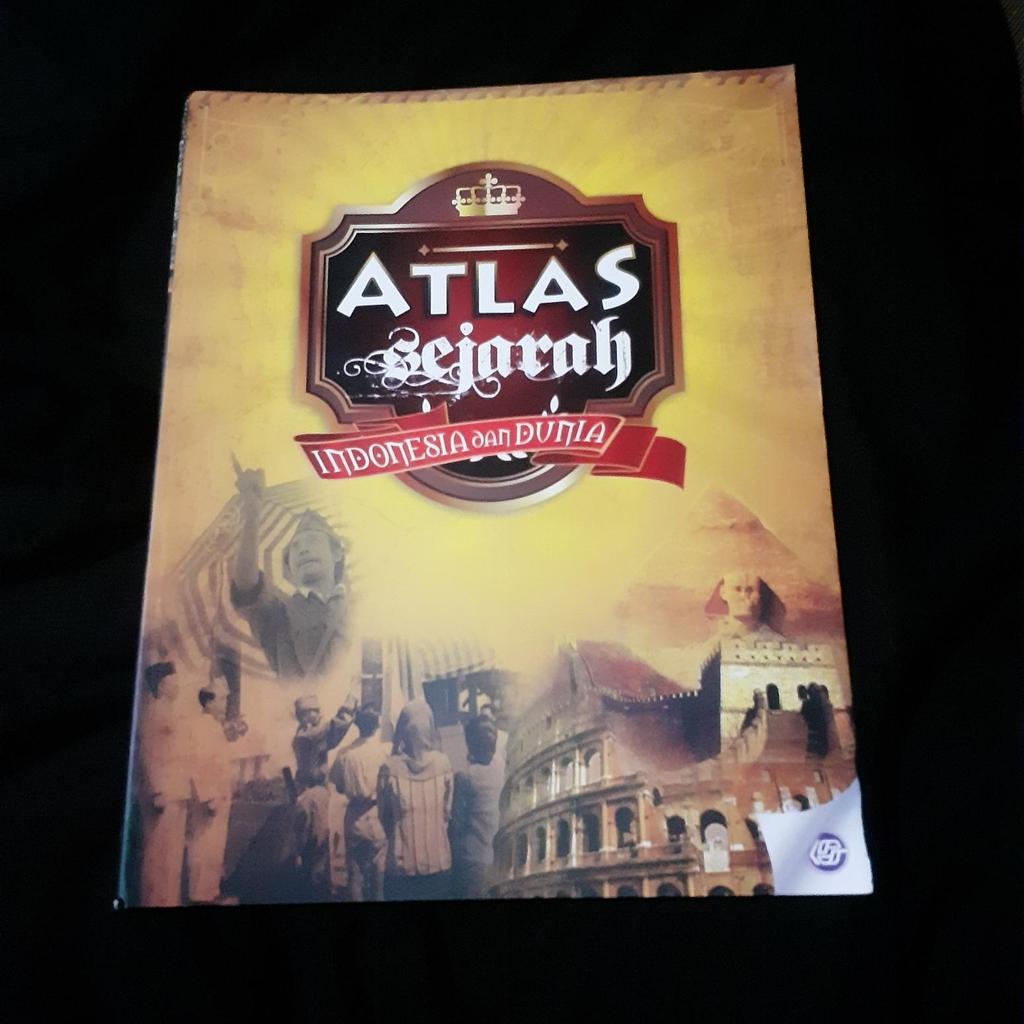 ATLAS
sejarah
INDONESIA dan DUNIA